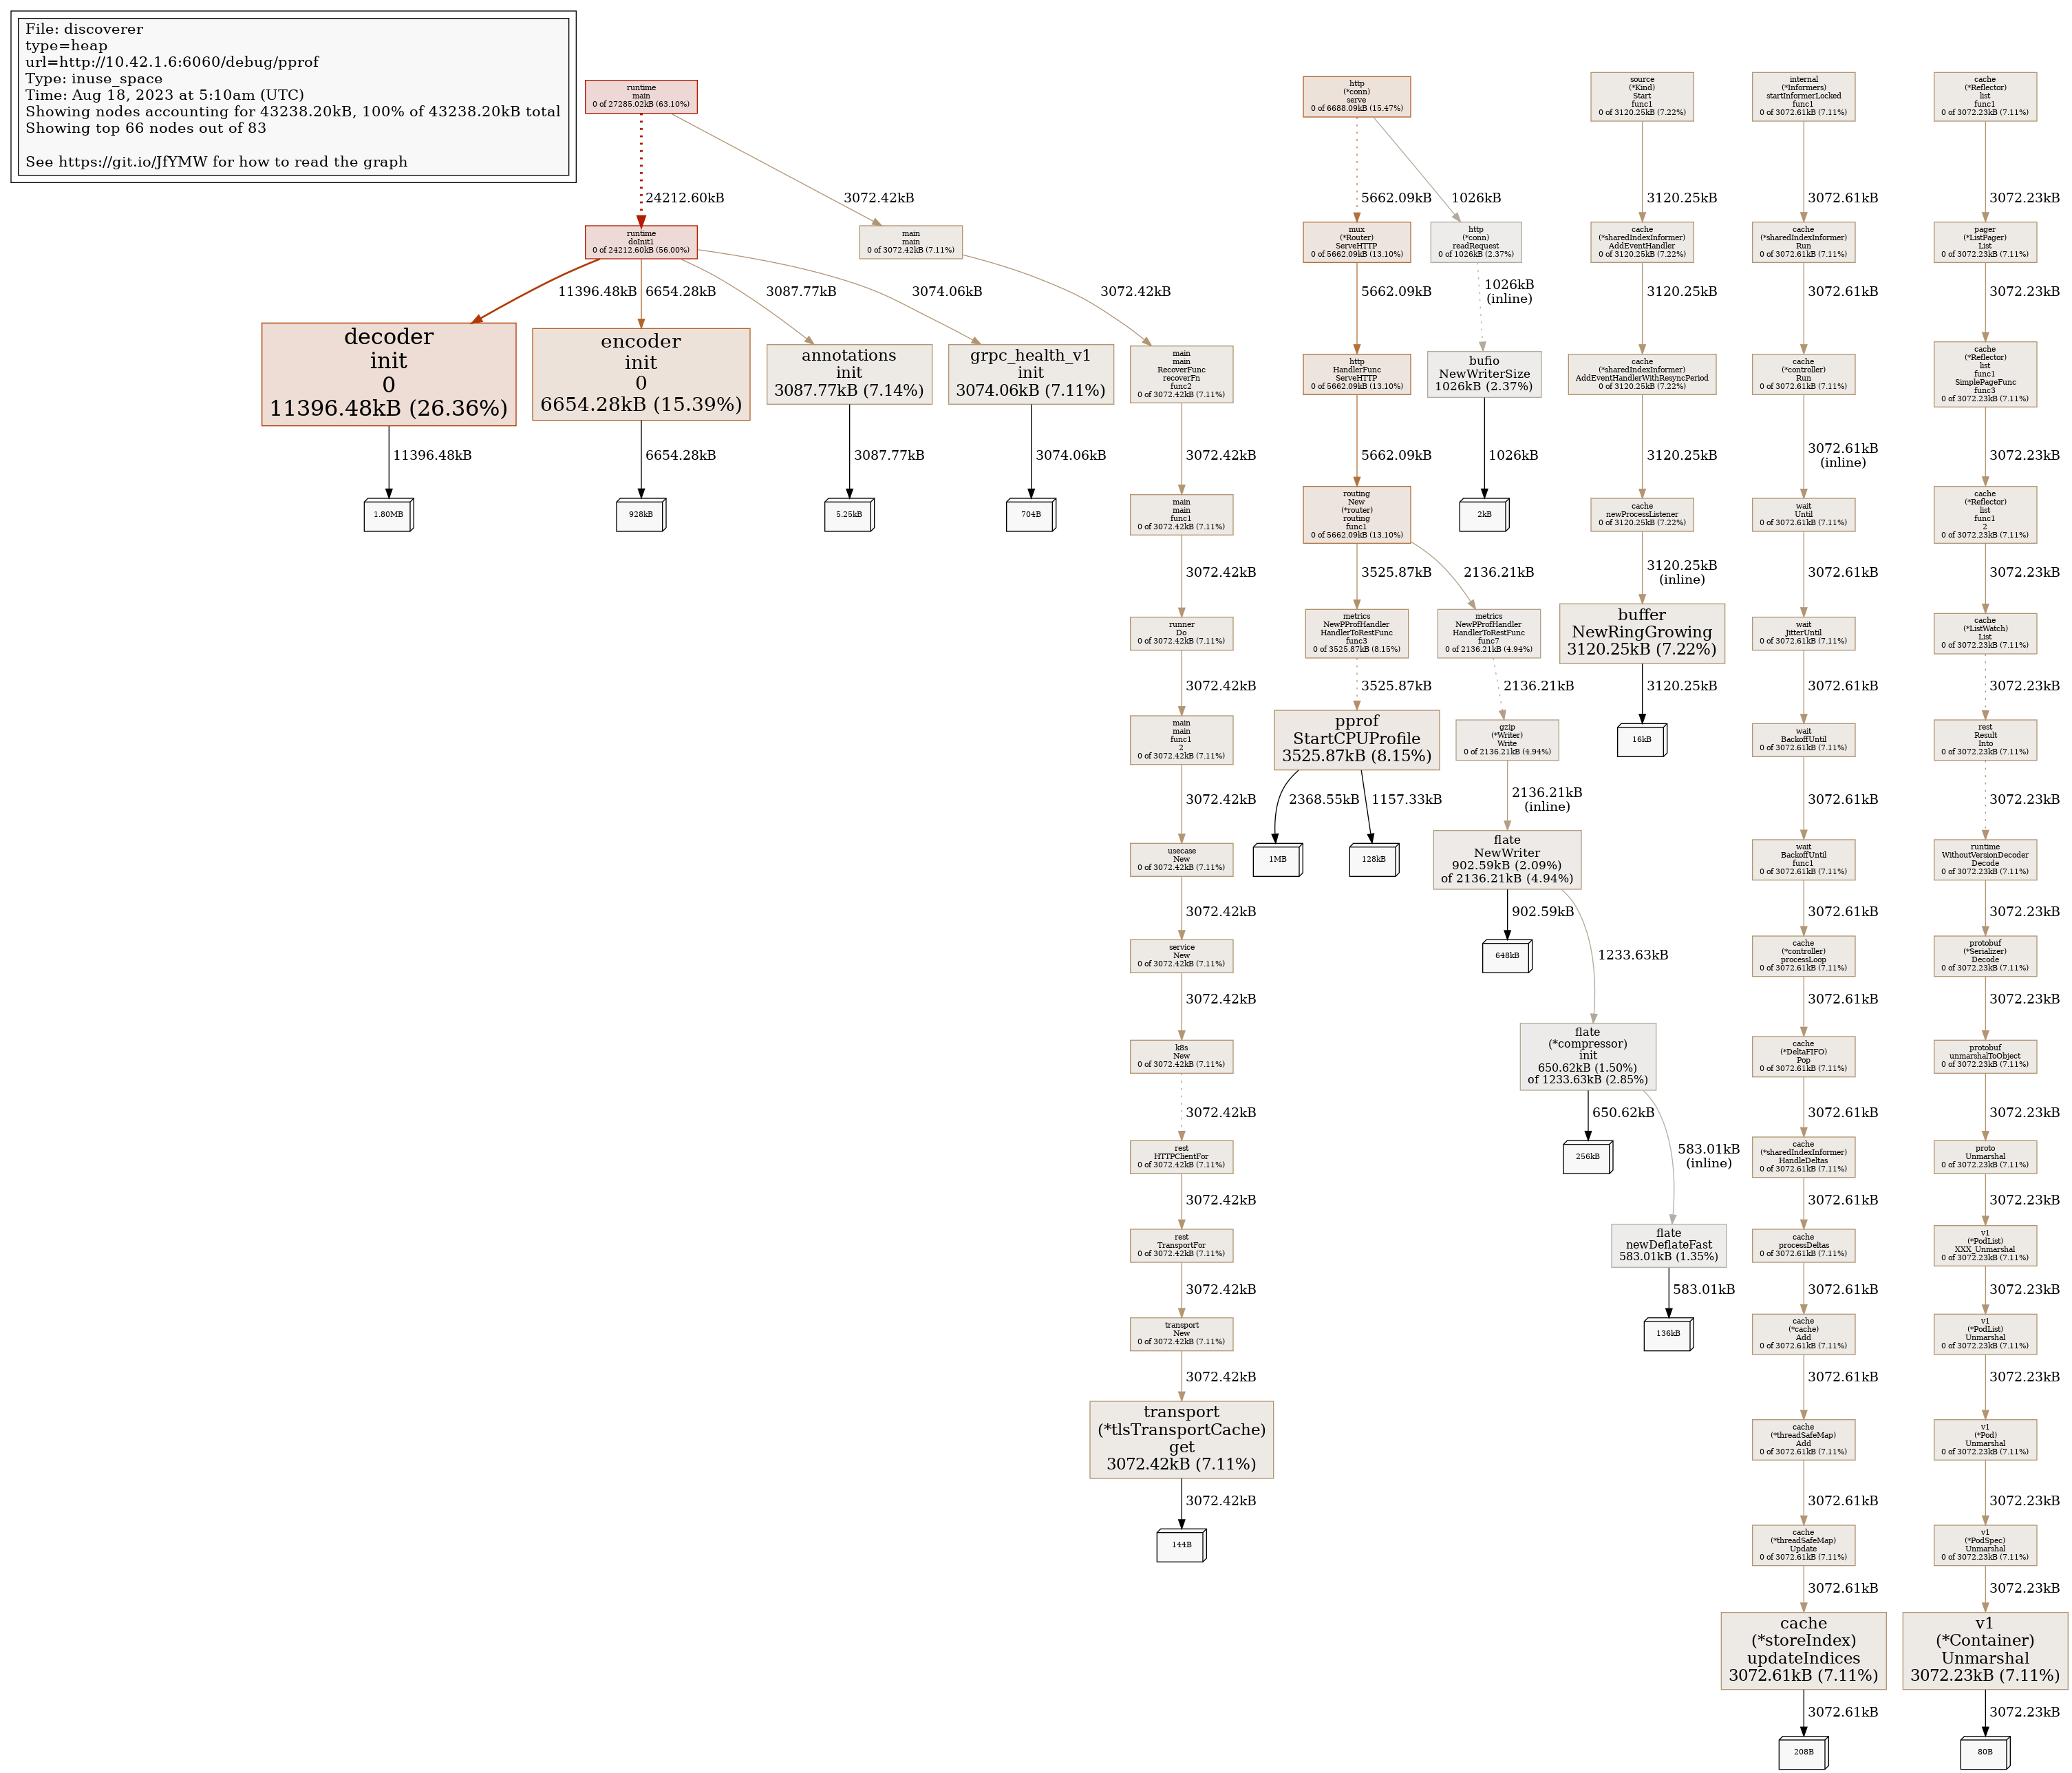 File: discoverer
type=heap
url=http://10.42.1.6:6060/debug/pprof
Type: inuse_space
Time: Aug 18, 2023 at 5:10am (UTC)
Showing nodes accounting for 43238.20kB, 100% of 43238.20kB total
Showing top 66 nodes out of 83
See https://git.io/JfYMW for how to read the graph
runtime
main
0 of 27285.02kB (63.10%)
24212.60kB
3072.42kB
runtime
doInit1
0 of 24212.60kB (56.00%)
main
main
0 of 3072.42kB (7.11%)
11396.48kB
6654.28kB
3087.77kB
3074.06kB
3072.42kB
decoder
init
0
11396.48kB (26.36%)
11396.48kB
1.80MB
encoder
init
0
6654.28kB (15.39%)
6654.28kB
928kB
annotations
init
3087.77kB (7.14%)
3087.77kB
5.25kB
grpc_health_v1
init
3074.06kB (7.11%)
3074.06kB
704B
main
main
RecoverFunc
recoverFn
func2
0 of 3072.42kB (7.11%)
3072.42kB
main
main
func1
0 of 3072.42kB (7.11%)
3072.42kB
runner
Do
0 of 3072.42kB (7.11%)
3072.42kB
main
main
func1
2
0 of 3072.42kB (7.11%)
3072.42kB
usecase
New
0 of 3072.42kB (7.11%)
3072.42kB
service
New
0 of 3072.42kB (7.11%)
3072.42kB
k8s
New
0 of 3072.42kB (7.11%)
3072.42kB
rest
HTTPClientFor
0 of 3072.42kB (7.11%)
3072.42kB
rest
TransportFor
0 of 3072.42kB (7.11%)
3072.42kB
transport
New
0 of 3072.42kB (7.11%)
3072.42kB
transport
(*tlsTransportCache)
get
3072.42kB (7.11%)
3072.42kB
144B
http
(*conn)
serve
0 of 6688.09kB (15.47%)
5662.09kB
1026kB
mux
(*Router)
ServeHTTP
0 of 5662.09kB (13.10%)
5662.09kB
http
(*conn)
readRequest
0 of 1026kB (2.37%)
1026kB
(inline)
http
HandlerFunc
ServeHTTP
0 of 5662.09kB (13.10%)
5662.09kB
bufio
NewWriterSize
1026kB (2.37%)
1026kB
2kB
routing
New
(*router)
routing
func1
0 of 5662.09kB (13.10%)
3525.87kB
2136.21kB
metrics
NewPProfHandler
HandlerToRestFunc
func3
0 of 3525.87kB (8.15%)
3525.87kB
metrics
NewPProfHandler
HandlerToRestFunc
func7
0 of 2136.21kB (4.94%)
2136.21kB
pprof
StartCPUProfile
3525.87kB (8.15%)
2368.55kB
1157.33kB
1MB
128kB
gzip
(*Writer)
Write
0 of 2136.21kB (4.94%)
2136.21kB
(inline)
flate
NewWriter
902.59kB (2.09%)
of 2136.21kB (4.94%)
902.59kB
648kB
1233.63kB
flate
(*compressor)
init
650.62kB (1.50%)
of 1233.63kB (2.85%)
650.62kB
256kB
583.01kB
(inline)
flate
newDeflateFast
583.01kB (1.35%)
583.01kB
136kB
source
(*Kind)
Start
func1
0 of 3120.25kB (7.22%)
3120.25kB
cache
(*sharedIndexInformer)
AddEventHandler
0 of 3120.25kB (7.22%)
3120.25kB
cache
(*sharedIndexInformer)
AddEventHandlerWithResyncPeriod
0 of 3120.25kB (7.22%)
3120.25kB
cache
newProcessListener
0 of 3120.25kB (7.22%)
3120.25kB
(inline)
buffer
NewRingGrowing
3120.25kB (7.22%)
3120.25kB
16kB
internal
(*Informers)
startInformerLocked
func1
0 of 3072.61kB (7.11%)
3072.61kB
cache
(*sharedIndexInformer)
Run
0 of 3072.61kB (7.11%)
3072.61kB
cache
(*controller)
Run
0 of 3072.61kB (7.11%)
3072.61kB
(inline)
wait
Until
0 of 3072.61kB (7.11%)
3072.61kB
wait
JitterUntil
0 of 3072.61kB (7.11%)
3072.61kB
wait
BackoffUntil
0 of 3072.61kB (7.11%)
3072.61kB
wait
BackoffUntil
func1
0 of 3072.61kB (7.11%)
3072.61kB
cache
(*controller)
processLoop
0 of 3072.61kB (7.11%)
3072.61kB
cache
(*DeltaFIFO)
Pop
0 of 3072.61kB (7.11%)
3072.61kB
cache
(*sharedIndexInformer)
HandleDeltas
0 of 3072.61kB (7.11%)
3072.61kB
cache
processDeltas
0 of 3072.61kB (7.11%)
3072.61kB
cache
(*cache)
Add
0 of 3072.61kB (7.11%)
3072.61kB
cache
(*threadSafeMap)
Add
0 of 3072.61kB (7.11%)
3072.61kB
cache
(*threadSafeMap)
Update
0 of 3072.61kB (7.11%)
3072.61kB
cache
(*storeIndex)
updateIndices
3072.61kB (7.11%)
3072.61kB
208B
cache
(*Reflector)
list
func1
0 of 3072.23kB (7.11%)
3072.23kB
pager
(*ListPager)
List
0 of 3072.23kB (7.11%)
3072.23kB
cache
(*Reflector)
list
func1
SimplePageFunc
func3
0 of 3072.23kB (7.11%)
3072.23kB
cache
(*Reflector)
list
func1
2
0 of 3072.23kB (7.11%)
3072.23kB
cache
(*ListWatch)
List
0 of 3072.23kB (7.11%)
3072.23kB
rest
Result
Into
0 of 3072.23kB (7.11%)
3072.23kB
runtime
WithoutVersionDecoder
Decode
0 of 3072.23kB (7.11%)
3072.23kB
protobuf
(*Serializer)
Decode
0 of 3072.23kB (7.11%)
3072.23kB
protobuf
unmarshalToObject
0 of 3072.23kB (7.11%)
3072.23kB
proto
Unmarshal
0 of 3072.23kB (7.11%)
3072.23kB
v1
(*PodList)
XXX_Unmarshal
0 of 3072.23kB (7.11%)
3072.23kB
v1
(*PodList)
Unmarshal
0 of 3072.23kB (7.11%)
3072.23kB
v1
(*Pod)
Unmarshal
0 of 3072.23kB (7.11%)
3072.23kB
v1
(*PodSpec)
Unmarshal
0 of 3072.23kB (7.11%)
3072.23kB
v1
(*Container)
Unmarshal
3072.23kB (7.11%)
3072.23kB
80B